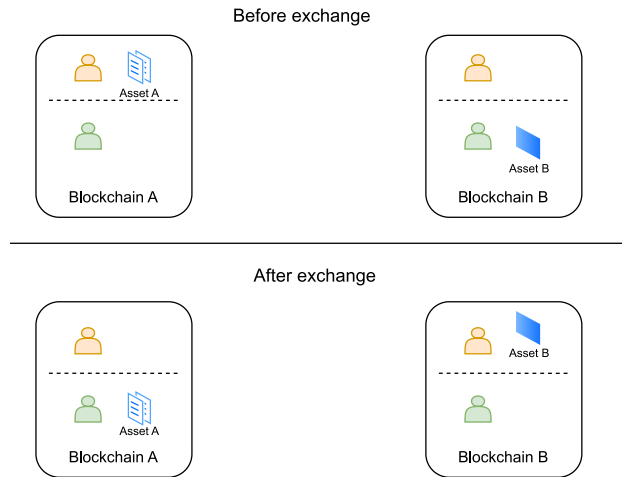 Before exchange
Asset A
Blockchain A
Asset B
Blockchain B
After exchange
Asset A
Blockchain A
Asset B
Blockchain B